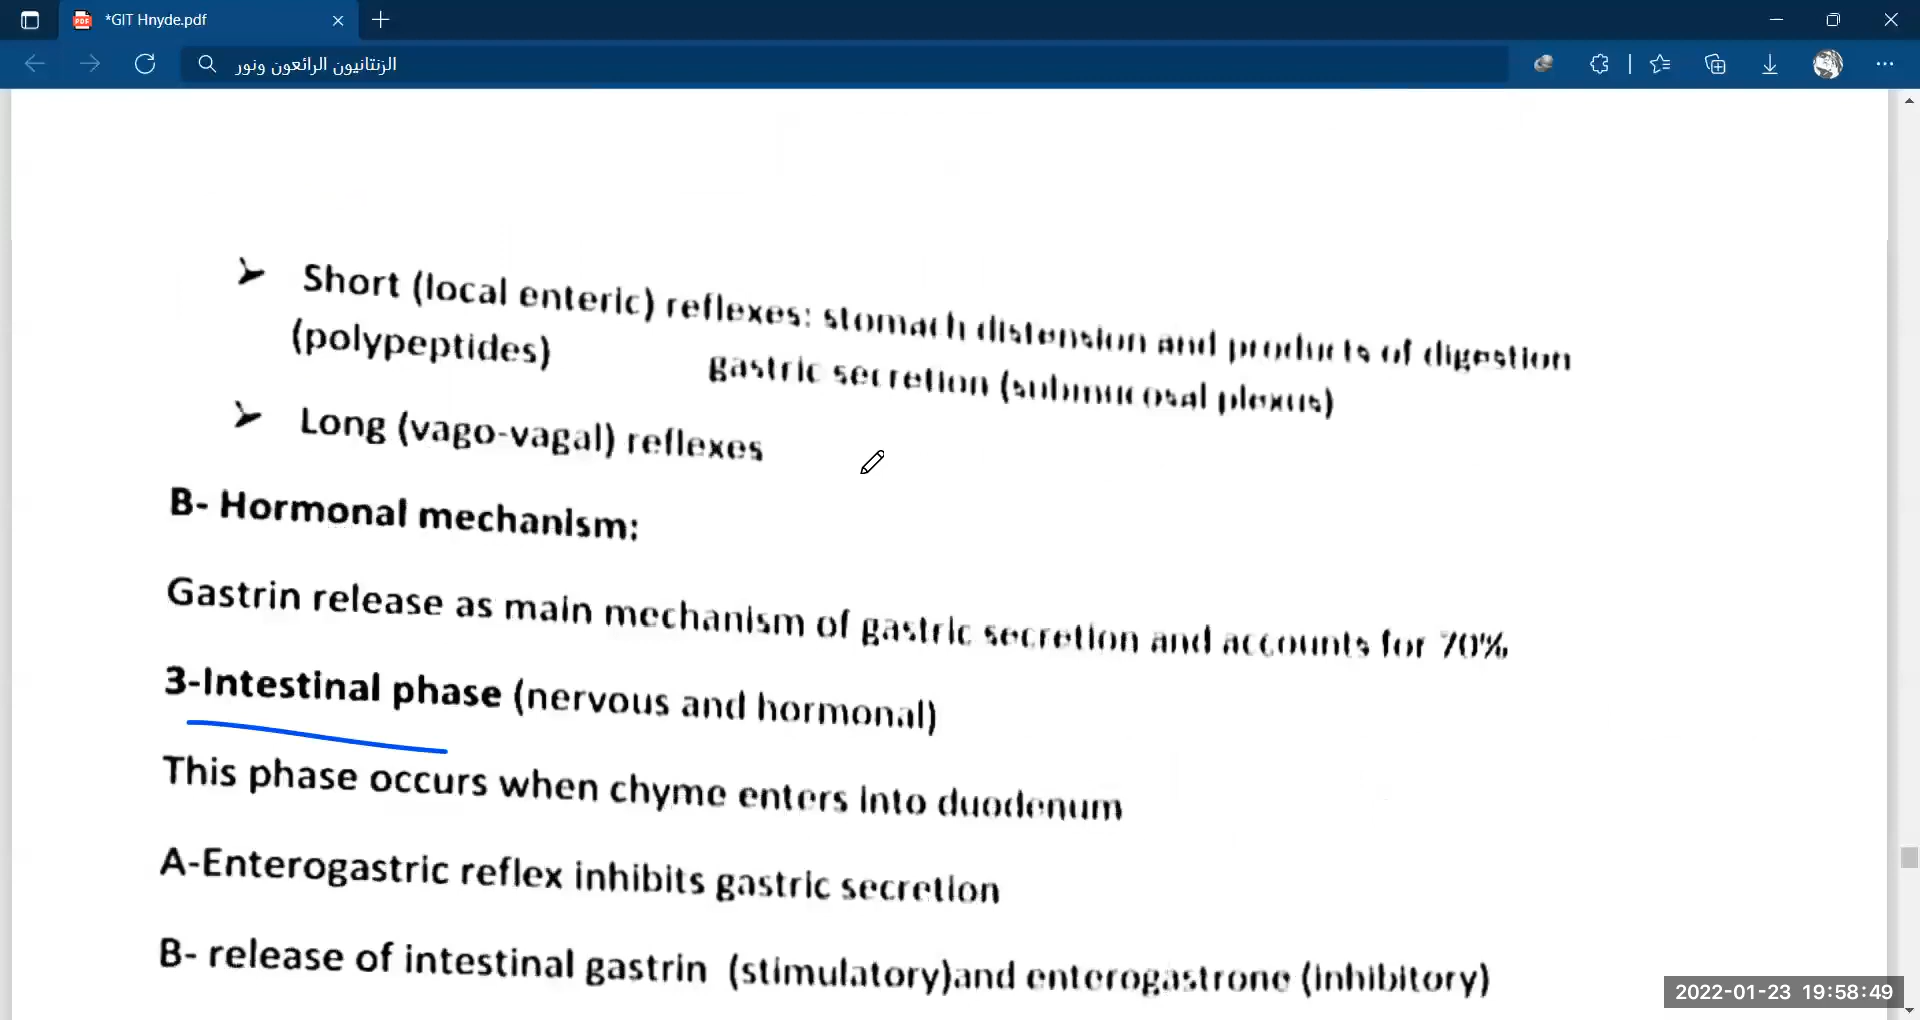 *GIT Hnyde.pdf
الزنتانيون الرائعون ونور
➤ Short (local enteric) reflexes: stomach distension and products of digestion
(polypeptides) gastric secretion (submucosal plexus)
➤ Long (vago-vagal) reflexes
B- Hormonal mechanism:
Gastrin release as main mechanism of gastric secretion and accounts for 70%
3-Intestinal phase (nervous and hormonal)
This phase occurs when chyme enters into duodenum
A-Enterogastric reflex inhibits gastric secretion
B- release of intestinal gastrin (stimulatory)and enterogastrone (inhibitory)
2022-01-23 19:58:49